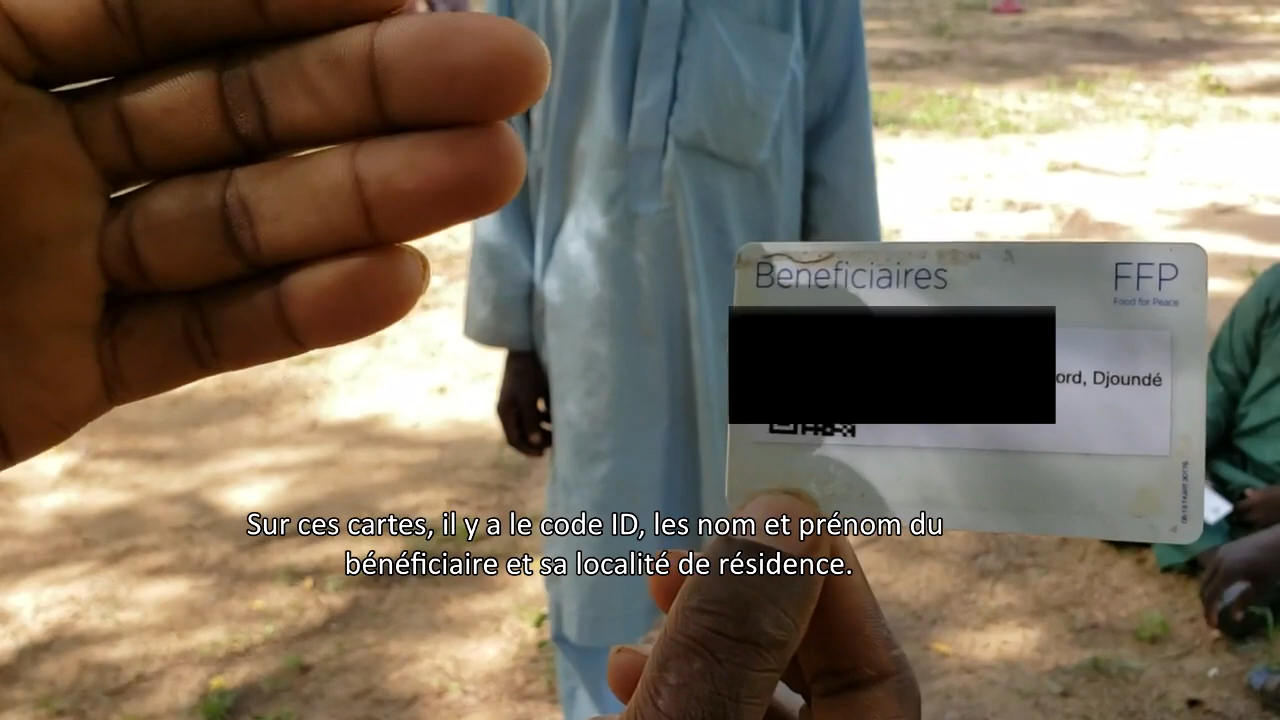 Beneficiaires
FFP
Food for Peace
ord, Djoundé
Sur ces cartes, il y a le code ID, les nom et prénom du
bénéficiaire et sa localité de résidence.